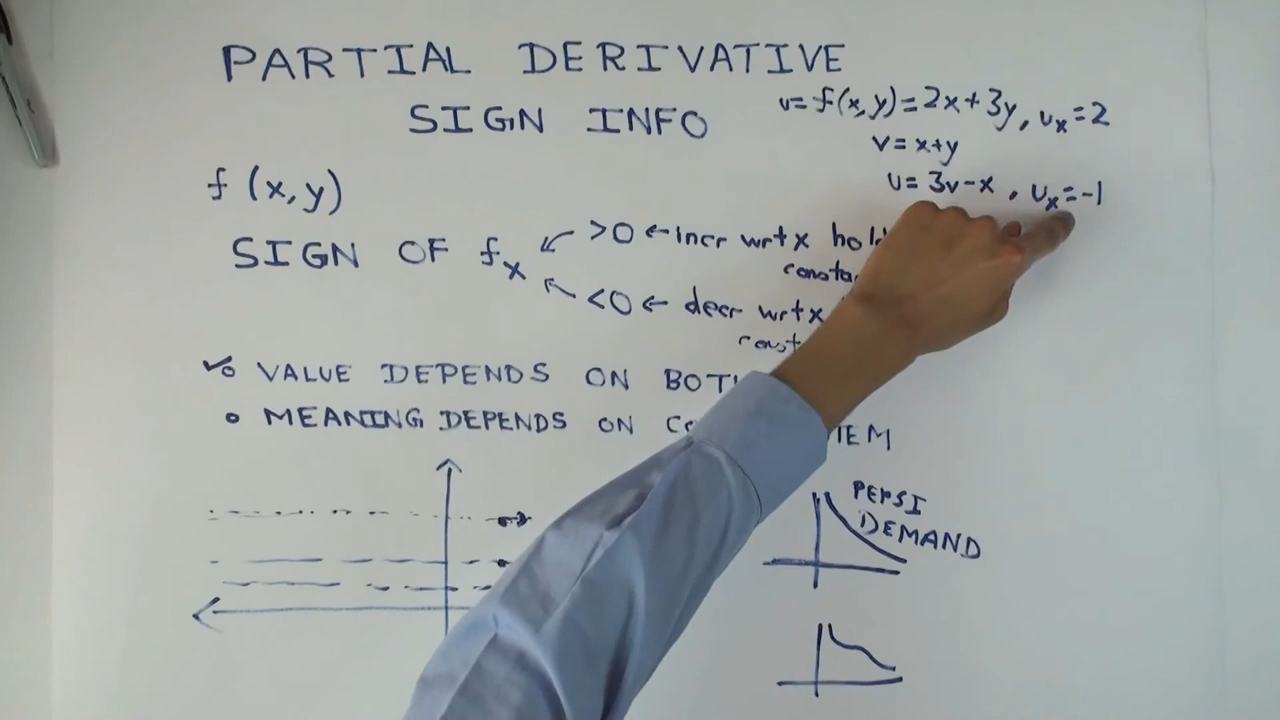 PARTIAL DERIVATIVE
SIGN INFO
u=f(x,y)=2x+3y, ux=2
v=x+y
u=3v-x, ux=-1
f(x,y)
SIGN OF fx
>0 ← incr wrt x
<0 ← decr wrt x
VALUE DEPENDS ON
MEANING DEPENDS ON
PEPSI
DEMAND